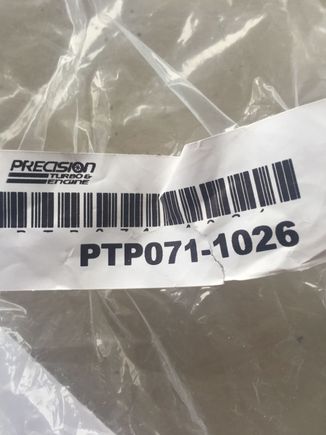 PRECISION
TURBO &
ENGINE
PTP071-1026